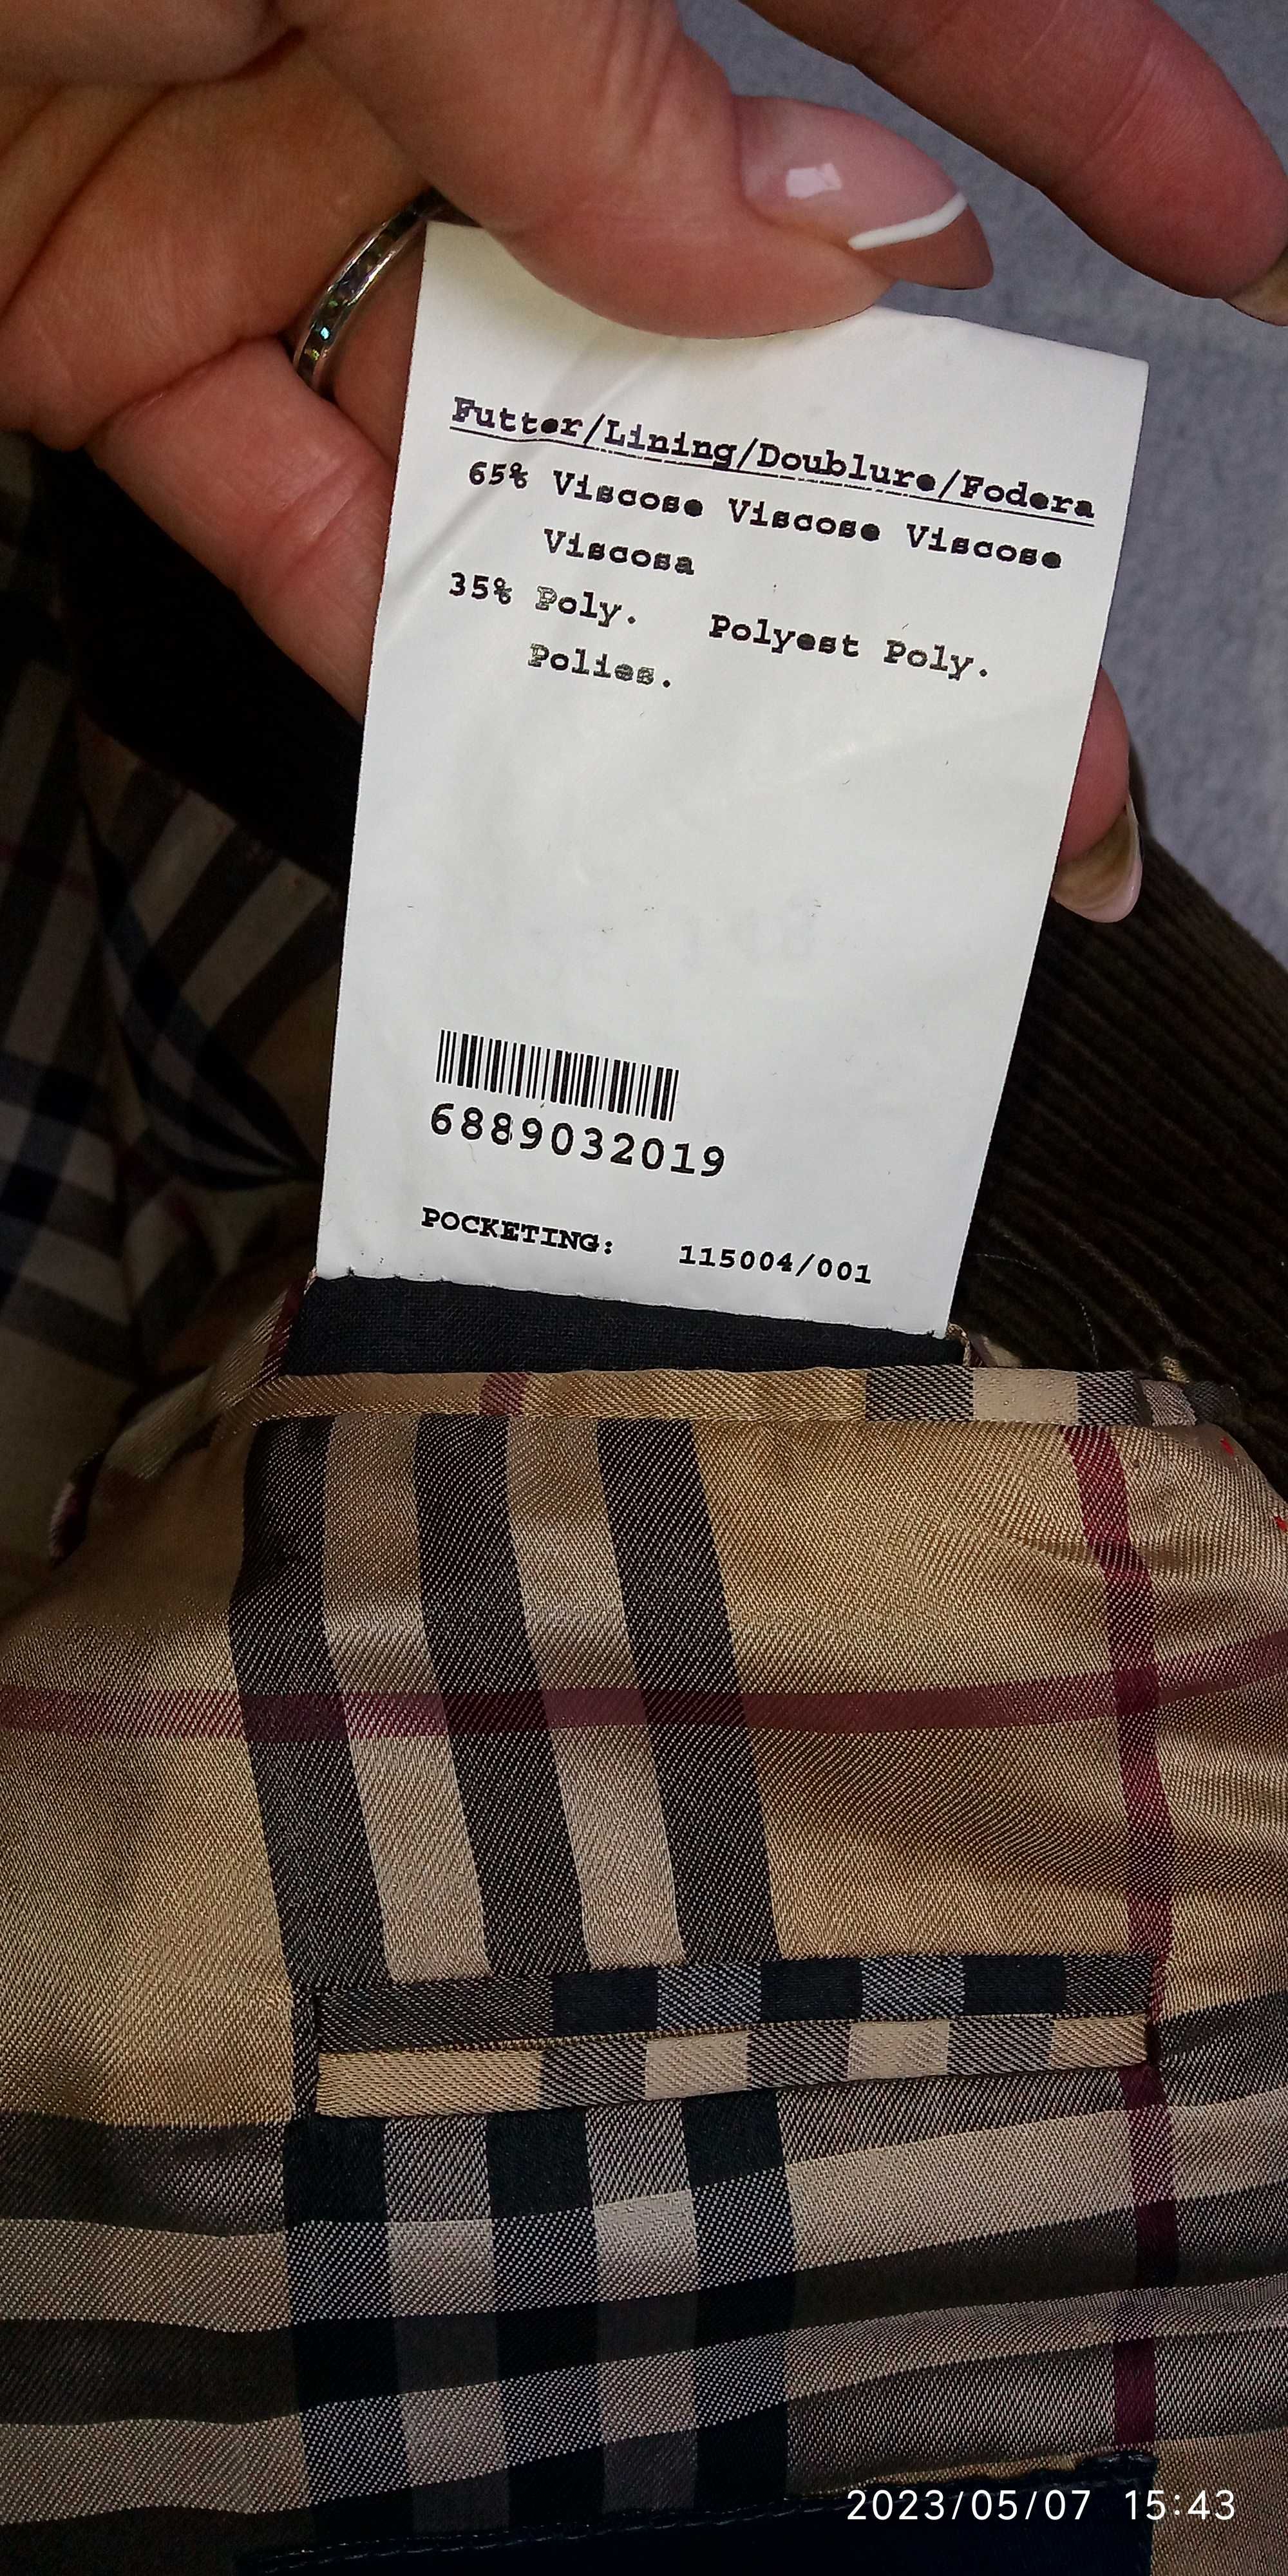 Futter/Lining/Doublure/Fodera
65% Viscose Viscose Viscose
Viscosa
35% Poly. Polyest Poly.
Polies.
6889032019
POCKETING: 115004/001
2023/05/07 15:43